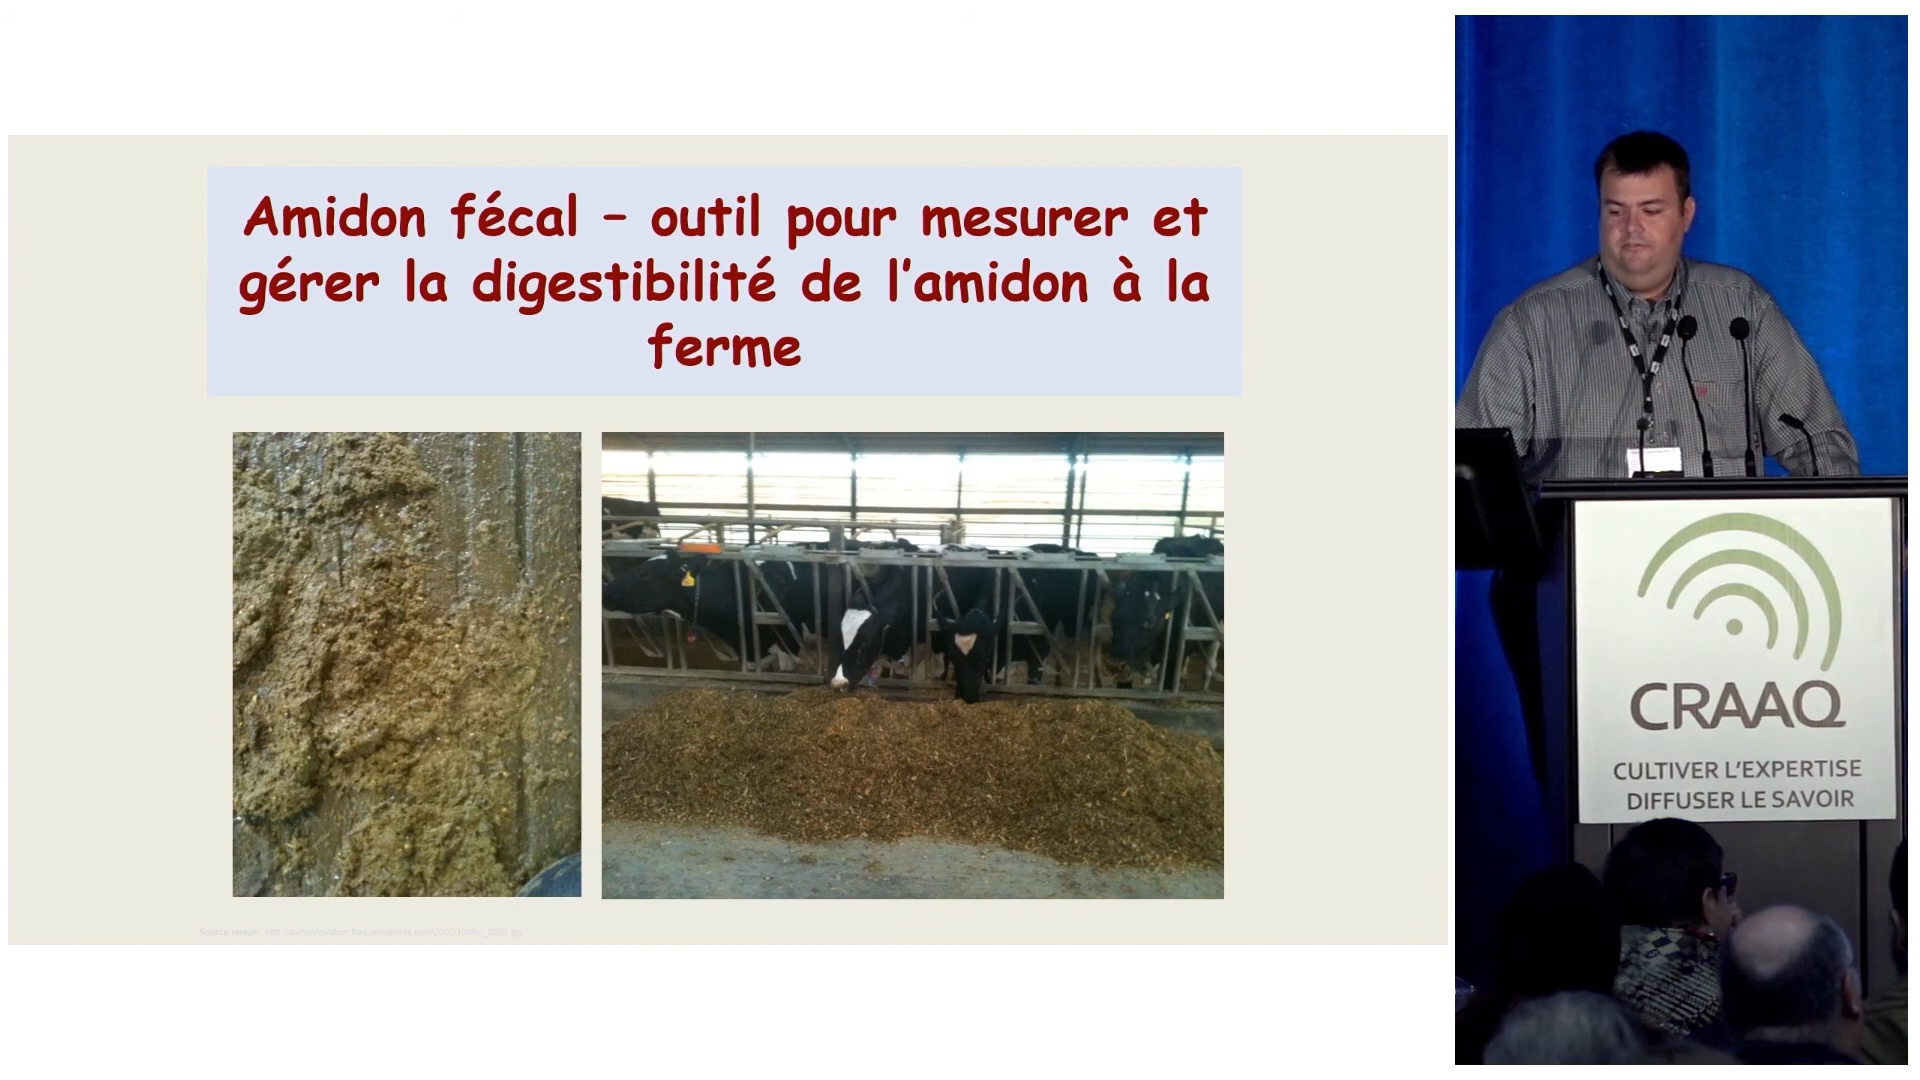 Amidon fécal – outil pour mesurer et
gérer la digestibilité de l'amidon à la
ferme
CRAAQ
CULTIVER L'EXPERTISE
DIFFUSER LE SAVOIR